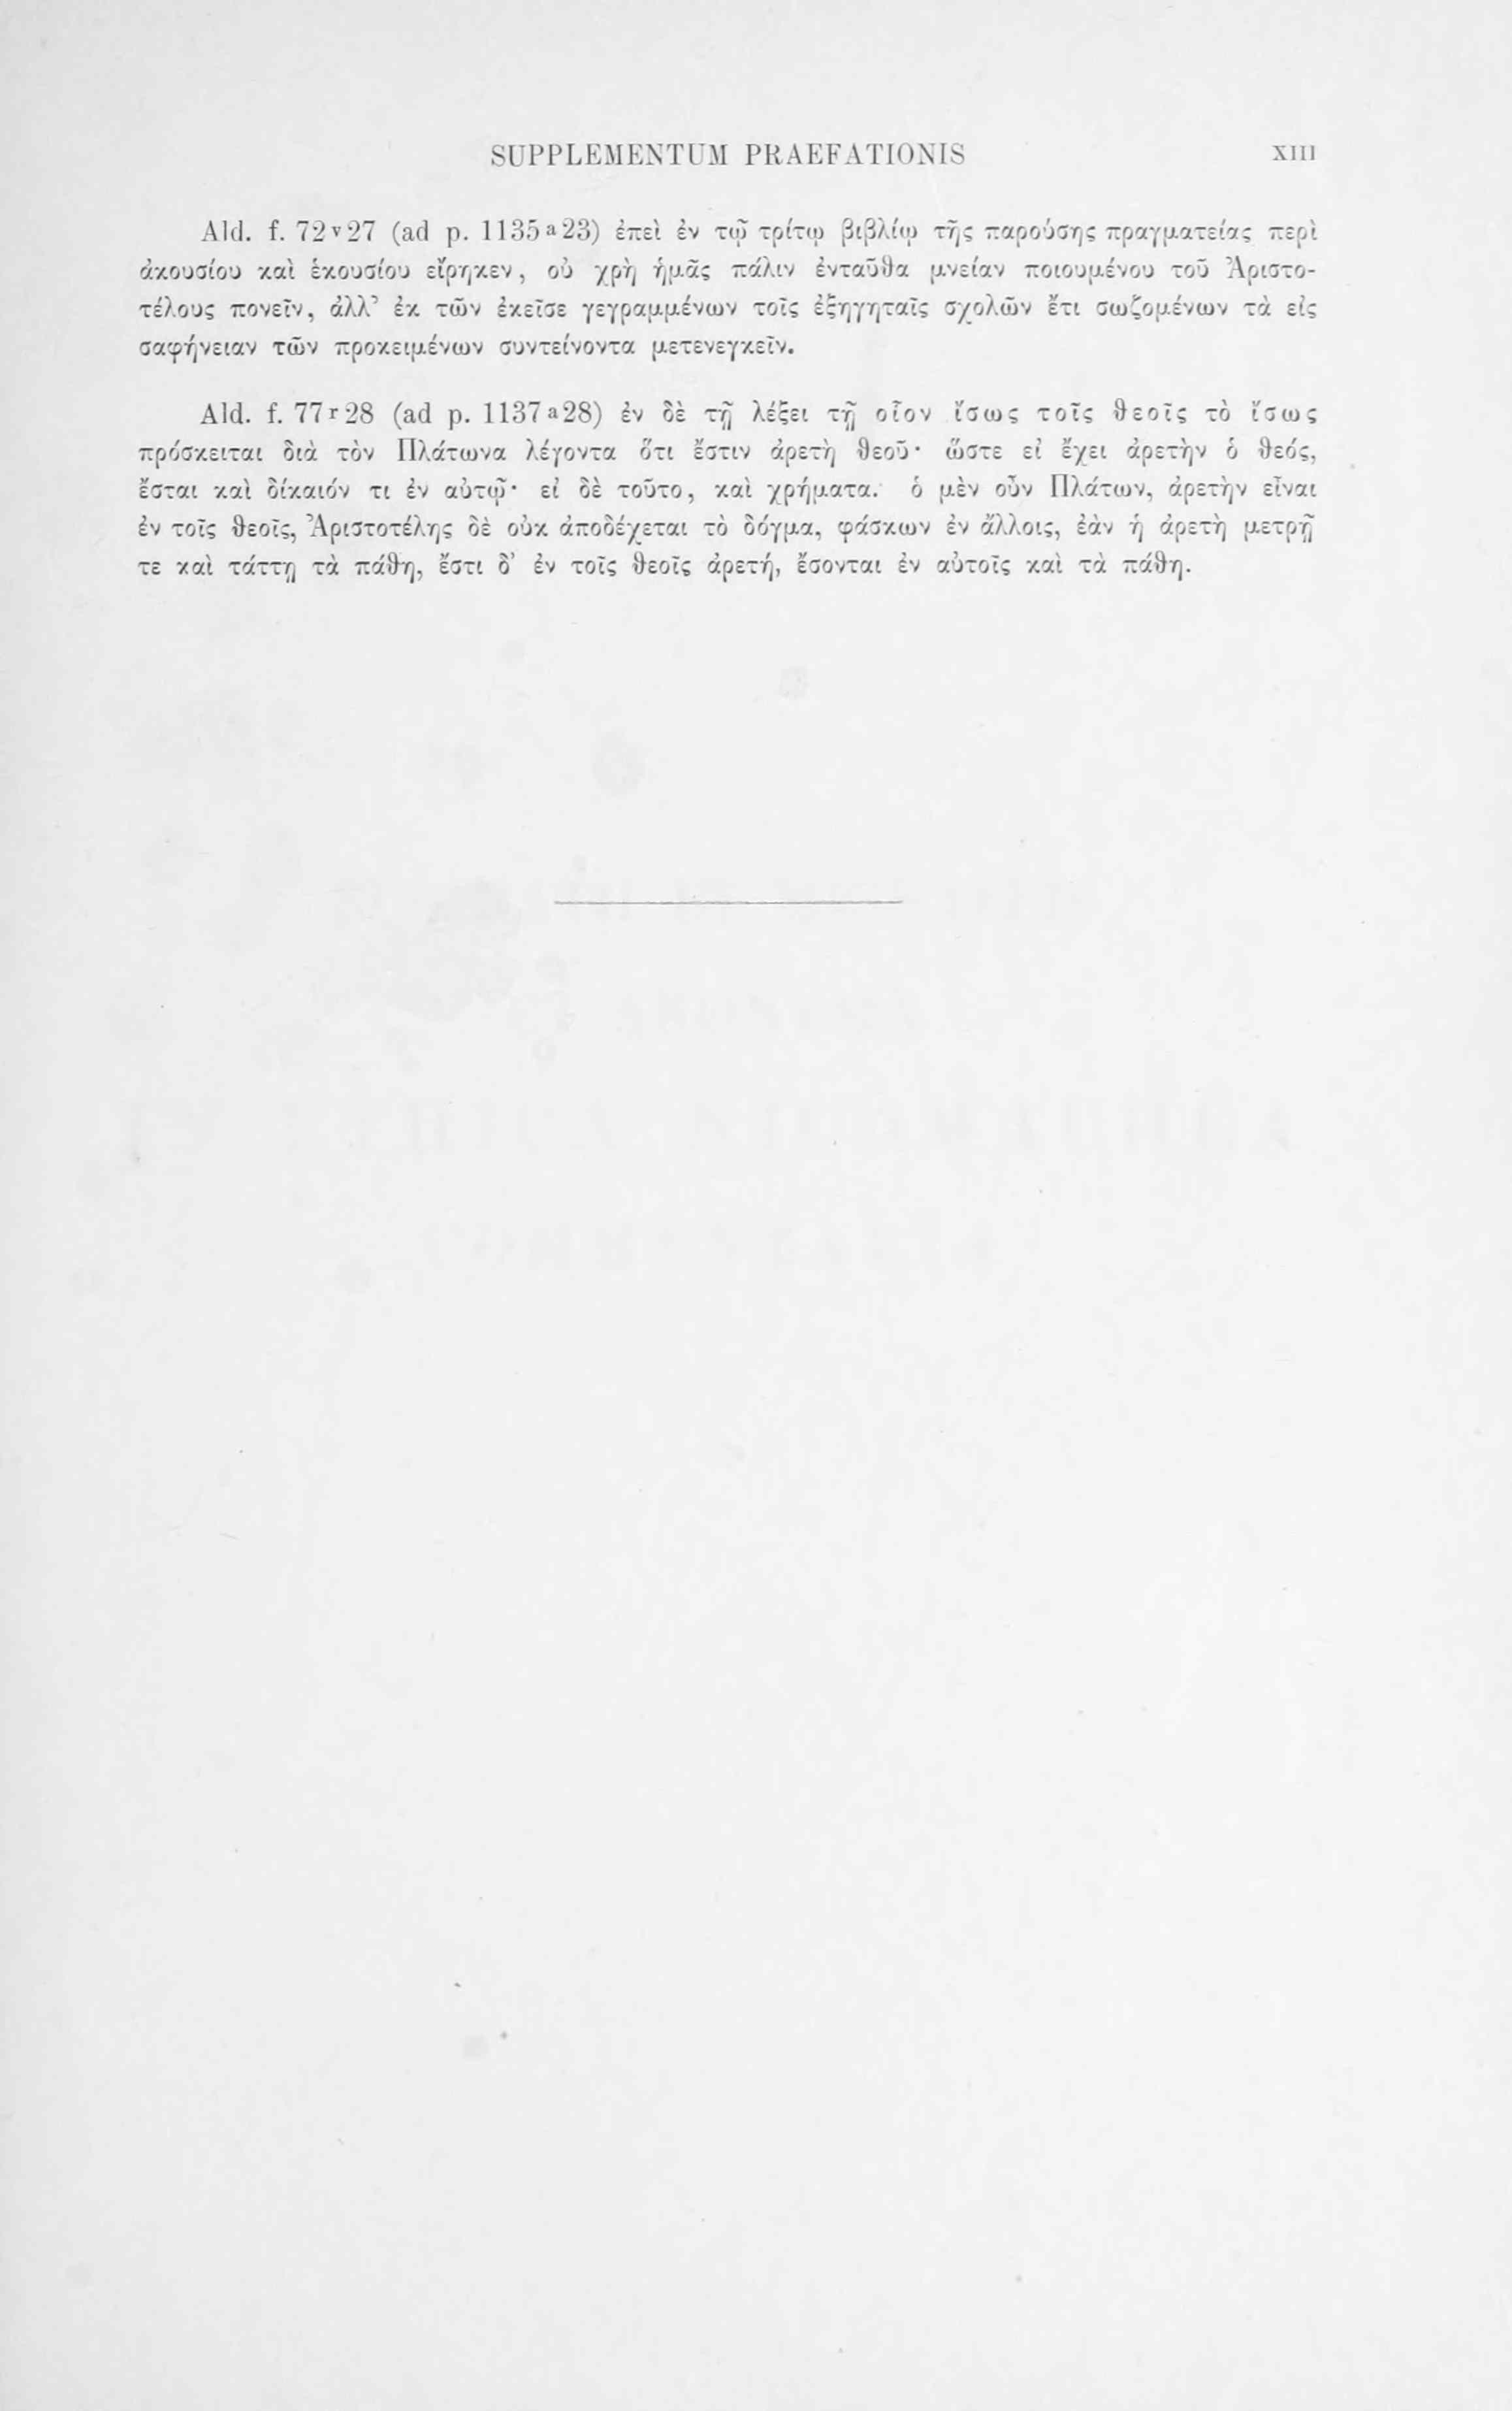 SUPPLEMENTUM PRAEFATIONIS XIII
Ald. f. 72ᵛ27 (ad p. 1135ᵃ23) ἐπεὶ ἐν τῷ τρίτῳ βιβλίῳ τῆς παρούσης πραγματείας περὶ
ἀκουσίου καὶ ἑκουσίου εἴρηκεν, οὐ χρὴ ἡμᾶς πάλιν ἐνταῦθα μνείαν ποιουμένου τοῦ Ἀριστο-
τέλους πονεῖν, ἀλλ’ ἐκ τῶν ἐκεῖσε γεγραμμένων τοῖς ἐξηγηταῖς σχολῶν ἔτι σωζομένων τὰ εἰς
σαφήνειαν τῶν προκειμένων συντείνοντα μετενεγκεῖν.
Ald. f. 77ʳ28 (ad p. 1137ᵃ28) ἐν δὲ τῇ λέξει τῇ οἷον ἴσως τοῖς θεοῖς τὸ ἴσως
πρόσκειται διὰ τὸν Πλάτωνα λέγοντα ὅτι ἔστιν ἀρετὴ θεοῦ· ὥστε εἰ ἔχει ἀρετὴν ὁ θεός,
ἔσται καὶ δίκαιόν τι ἐν αὐτῷ· εἰ δὲ τοῦτο, καὶ χρήματα. ὁ μὲν οὖν Πλάτων, ἀρετὴν εἶναι
ἐν τοῖς θεοῖς, Ἀριστοτέλης δὲ οὐκ ἀποδέχεται τὸ δόγμα, φάσκων ἐν ἄλλοις, ἐὰν ἡ ἀρετὴ μετρῇ
τε καὶ τάττῃ τὰ πάθη, ἔστι δ’ ἐν τοῖς θεοῖς ἀρετή, ἔσονται ἐν αὐτοῖς καὶ τὰ πάθη.